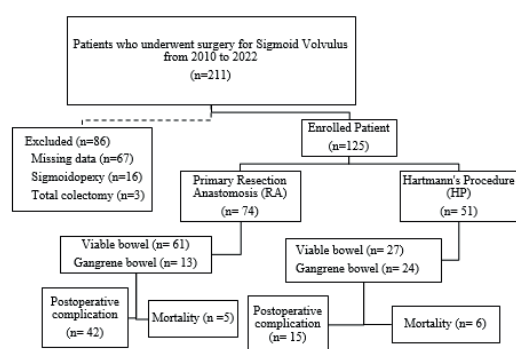 Patients who underwent surgery for Sigmoid Volvulus
from 2010 to 2022
(n=211)
Excluded (n=86)
Missing data (n=67)
Sigmoidopexy (n=16)
Total colectomy (n=3)
Enrolled Patient
(n=125)
Primary Resection
Anastomosis (RA)
(n= 74)
Hartmann's Procedure
(HP)
(n= 51)
Viable bowel (n= 61)
Gangrene bowel (n= 13)
Viable bowel (n= 27)
Gangrene bowel (n= 24)
Postoperative
complication
(n= 42)
Mortality (n =5)
Postoperative
complication
(n= 15)
Mortality (n= 6)